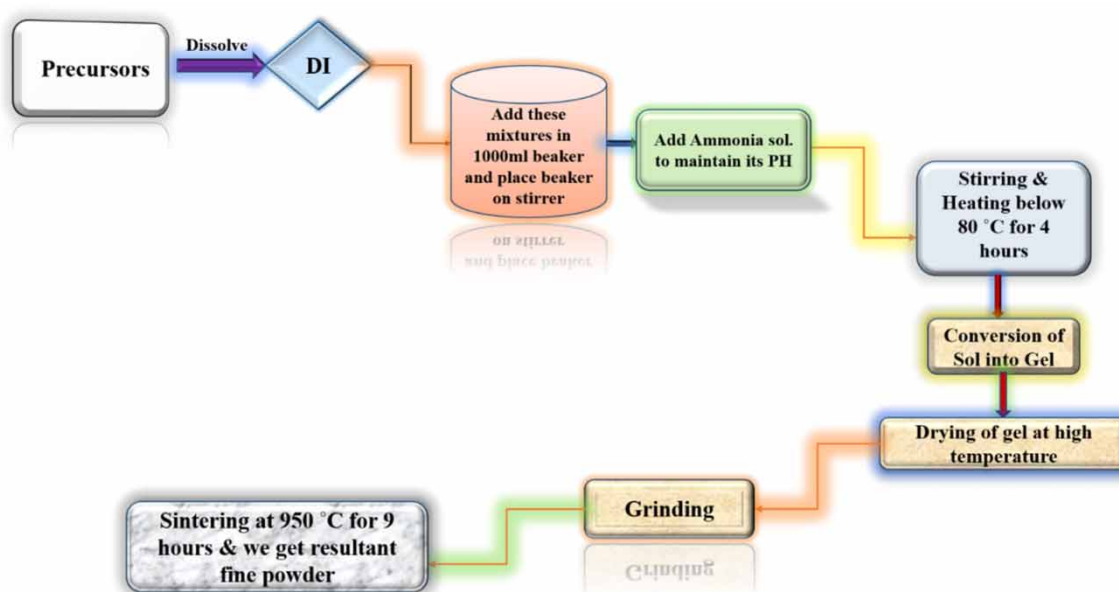 Precursors
Dissolve
DI
Add these
mixtures in
1000ml beaker
and place beaker
on stirrer
Add Ammonia sol.
to maintain its PH
Stirring &
Heating below
80 ˚C for 4
hours
Conversion of
Sol into Gel
Drying of gel at high
temperature
Grinding
Sintering at 950 ˚C for 9
hours & we get resultant
fine powder